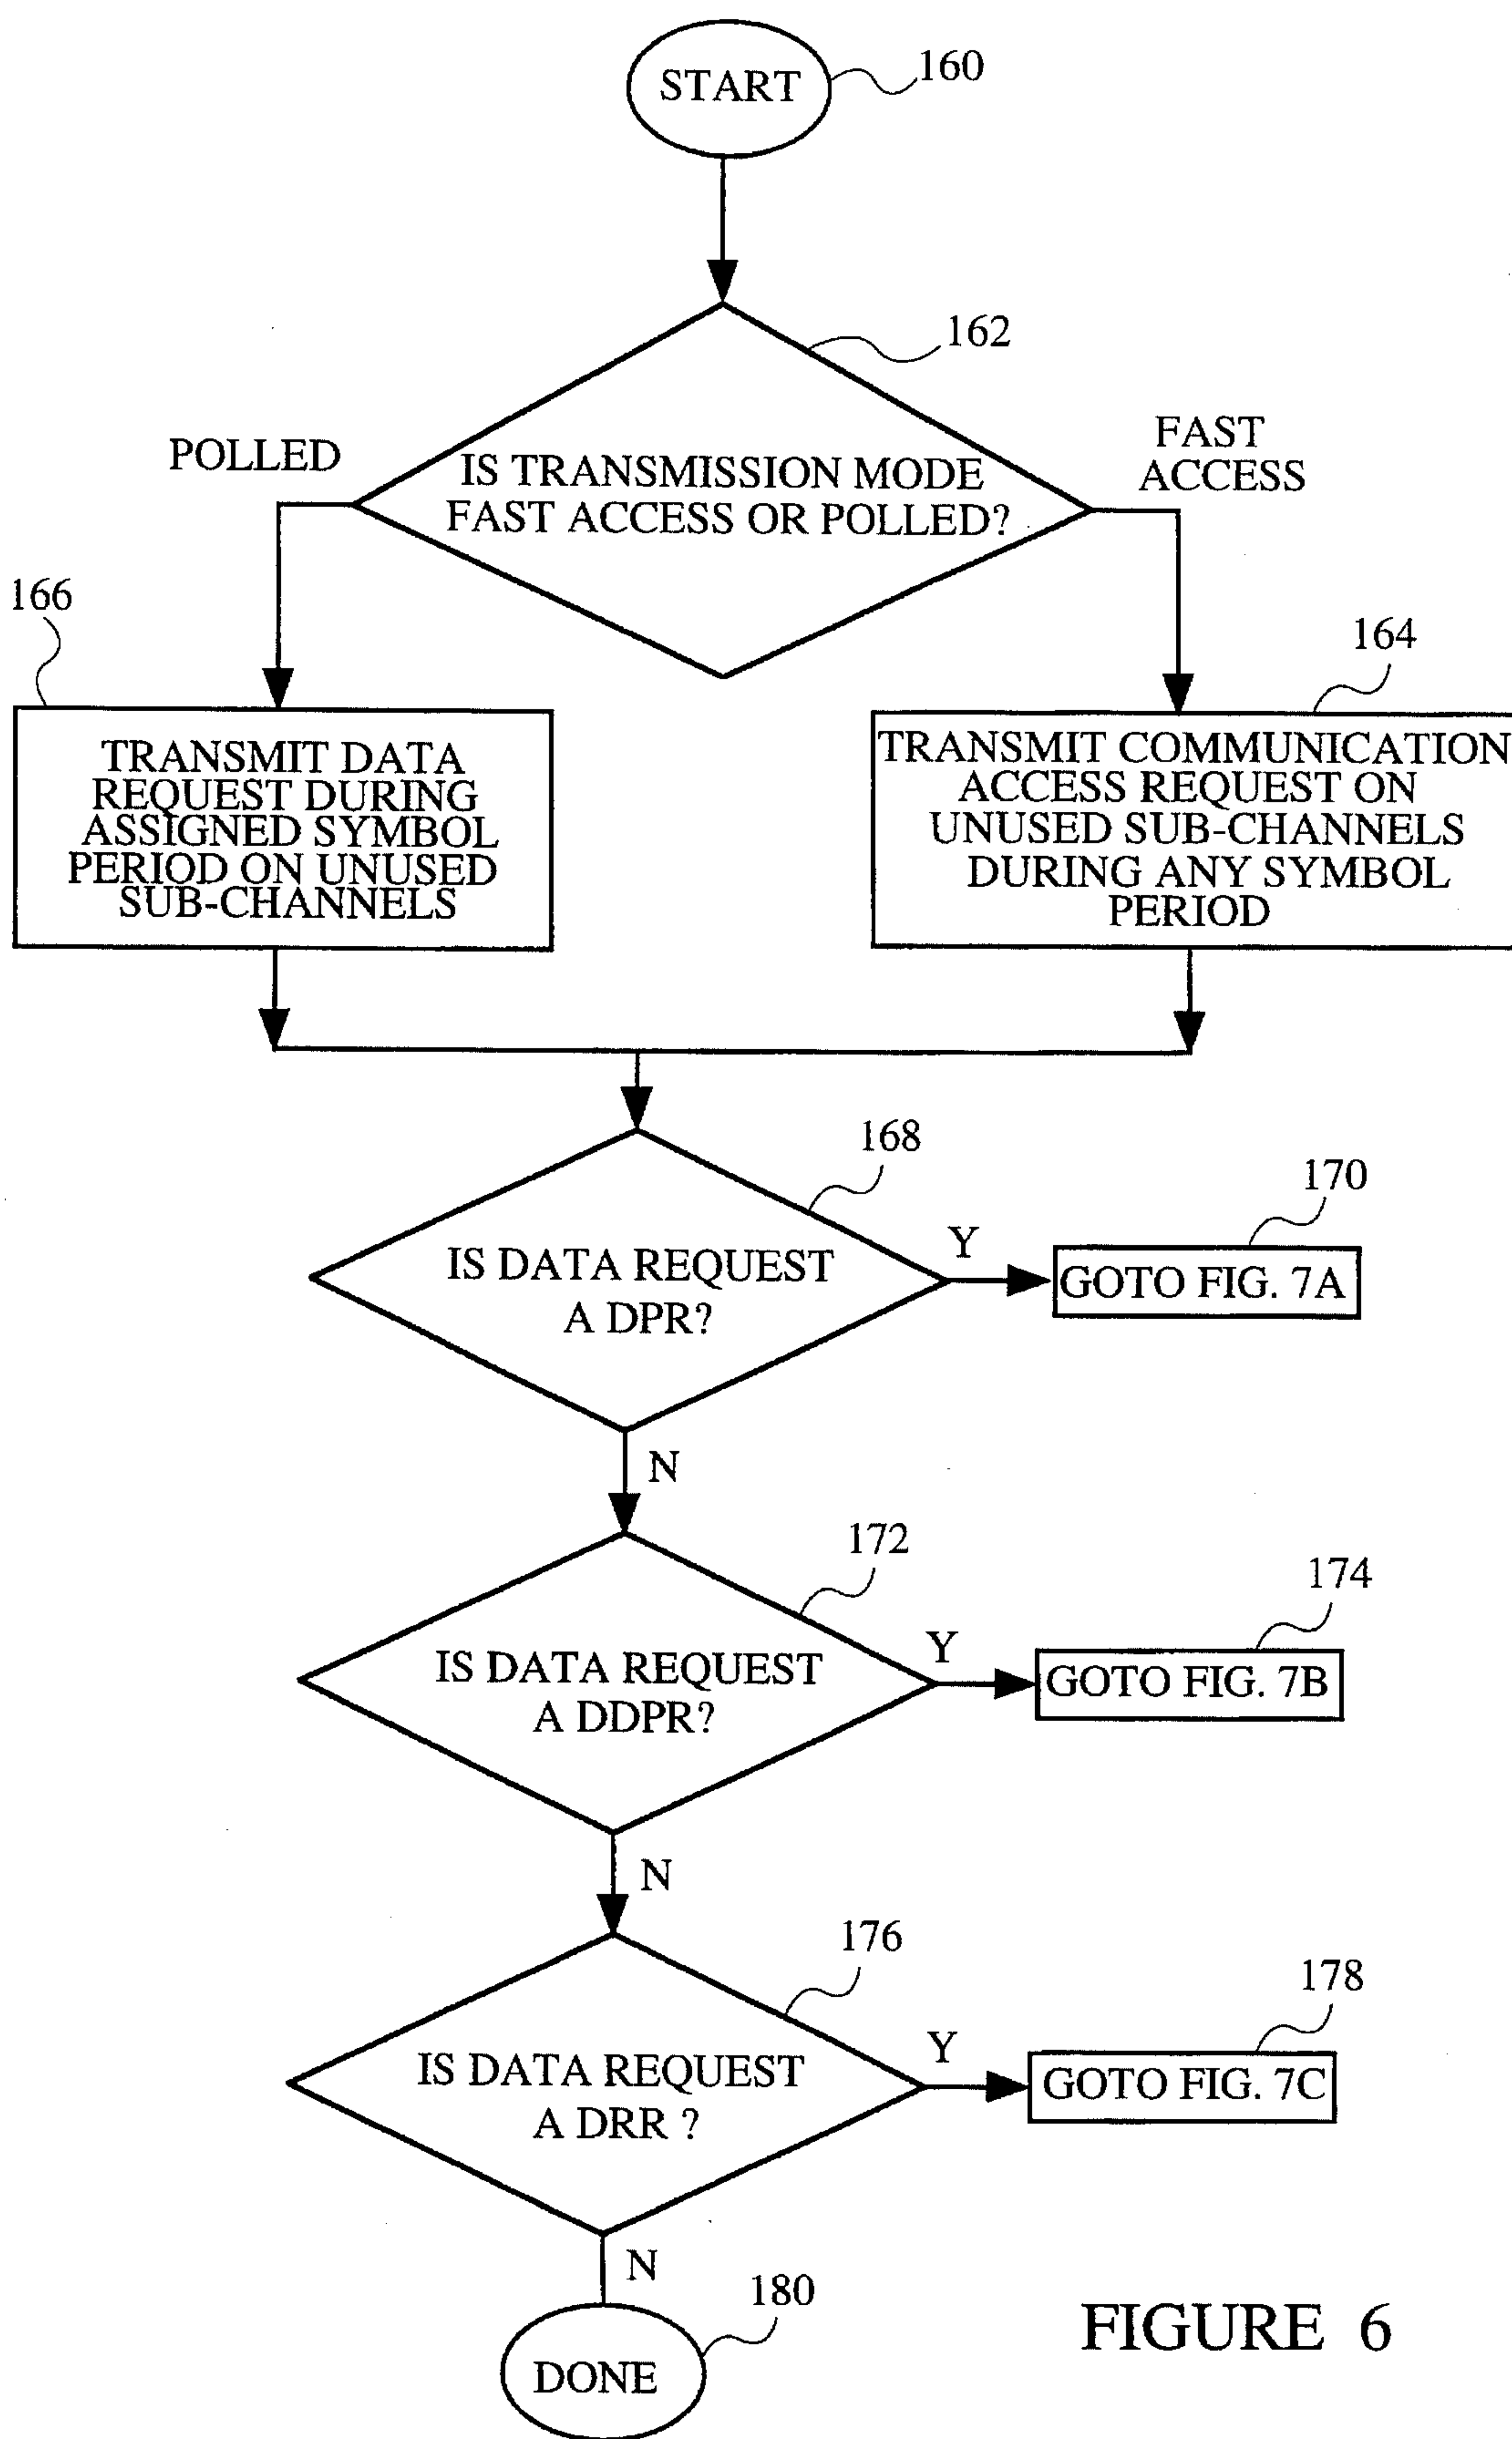 START
160
162
POLLED
FAST
ACCESS
IS TRANSMISSION MODE
FAST ACCESS OR POLLED?
166
164
TRANSMIT DATA
REQUEST DURING
ASSIGNED SYMBOL
PERIOD ON UNUSED
SUB-CHANNELS
TRANSMIT COMMUNICATION
ACCESS REQUEST ON
UNUSED SUB-CHANNELS
DURING ANY SYMBOL
PERIOD
168
170
IS DATA REQUEST
A DPR?
Y
GOTO FIG. 7A
N
172
174
IS DATA REQUEST
A DDPR?
Y
GOTO FIG. 7B
N
176
178
IS DATA REQUEST
A DRR ?
Y
GOTO FIG. 7C
N
180
DONE
FIGURE 6